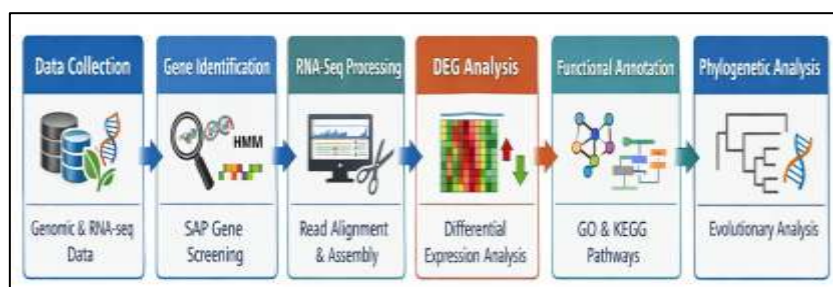 Data Collection
Genomic & RNA-seq
Data
Gene Identification
HMM
SAP Gene
Screening
RNA-Seq Processing
Read Alignment
& Assembly
DEG Analysis
Differential
Expression Analysis
Functional Annotation
GO & KEGG
Pathways
Phylogenetic Analysis
Evolutionary Analysis